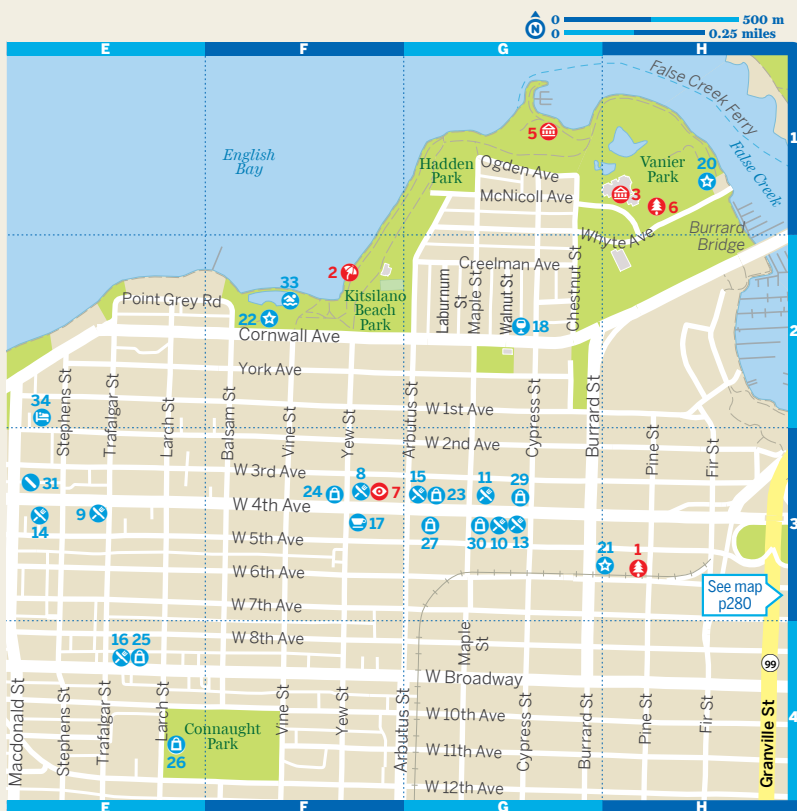 N
0 500 m
0 0.25 miles
E F G H
False Creek Ferry
1
5
English
Bay
Hadden
Park
Ogden Ave
Vanier
Park
20
False Creek
McNicoll Ave
3
6
Whyte Ave
Burrard
Bridge
2
Creelman Ave
33
Point Grey Rd
Kitsilano
Beach
Park
22
Laburnum
St
Maple St
Walnut St
Chestnut St
18
2
Cornwall Ave
York Ave
34
Stephens St
Trafalgar St
Larch St
Balsam St
Vine St
Yew St
Arbutus St
W 1st Ave
Cypress St
Burrard St
Pine St
Fir St
W 2nd Ave
W 3rd Ave
31
24
8
7
15
23
11
29
W 4th Ave
14
9
17
27
30
10
13
3
W 5th Ave
21
1
W 6th Ave
See map
p280
W 7th Ave
16
25
W 8th Ave
Maple
St
99
W Broadway
Macdonald St
Stephens St
Trafalgar St
Larch St
Connaught
Park
26
Vine St
Yew St
Arbutus St
W 10th Ave
Cypress St
Burrard St
Pine St
Fir St
Granville St
4
W 11th Ave
W 12th Ave
E F G H